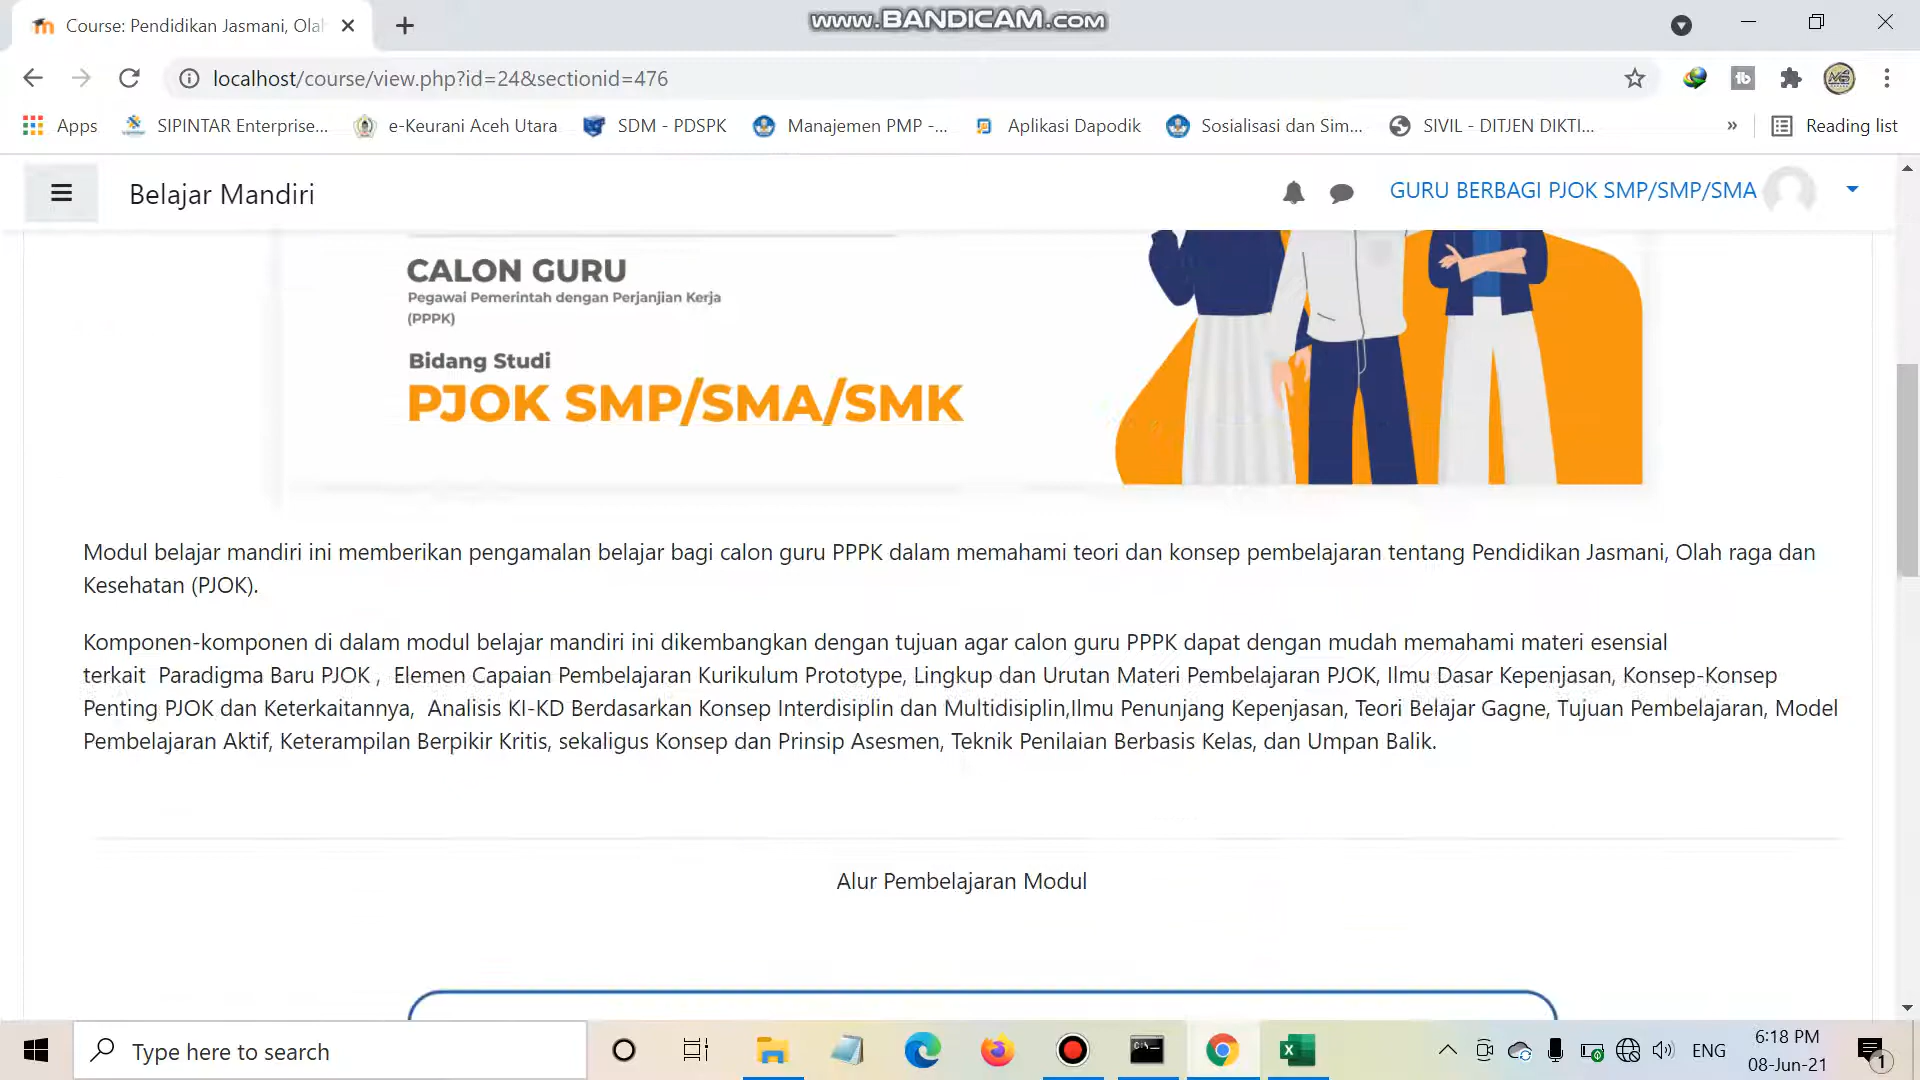 Course: Pendidikan Jasmani, Olah
www.BANDICAM.com
localhost/course/view.php?id=24&sectionid=476
Apps
SIPINTAR Enterprise...
e-Keurani Aceh Utara
SDM - PDSPK
Manajemen PMP -...
Aplikasi Dapodik
Sosialisasi dan Sim...
SIVIL - DITJEN DIKTI...
»
Reading list
Belajar Mandiri
GURU BERBAGI PJOK SMP/SMP/SMA
CALON GURU
Pegawai Pemerintah dengan Perjanjian Kerja
(PPPK)
Bidang Studi
PJOK SMP/SMA/SMK
Modul belajar mandiri ini memberikan pengamalan belajar bagi calon guru PPPK dalam memahami teori dan konsep pembelajaran tentang Pendidikan Jasmani, Olah raga dan
Kesehatan (PJOK).
Komponen-komponen di dalam modul belajar mandiri ini dikembangkan dengan tujuan agar calon guru PPPK dapat dengan mudah memahami materi esensial
terkait  Paradigma Baru PJOK ,  Elemen Capaian Pembelajaran Kurikulum Prototype, Lingkup dan Urutan Materi Pembelajaran PJOK, Ilmu Dasar Kepenjasan, Konsep-Konsep
Penting PJOK dan Keterkaitannya,  Analisis KI-KD Berdasarkan Konsep Interdisiplin dan Multidisiplin,Ilmu Penunjang Kepenjasan, Teori Belajar Gagne, Tujuan Pembelajaran, Model
Pembelajaran Aktif, Keterampilan Berpikir Kritis, sekaligus Konsep dan Prinsip Asesmen, Teknik Penilaian Berbasis Kelas, dan Umpan Balik.
Alur Pembelajaran Modul
Type here to search
ENG
6:18 PM
08-Jun-21
1